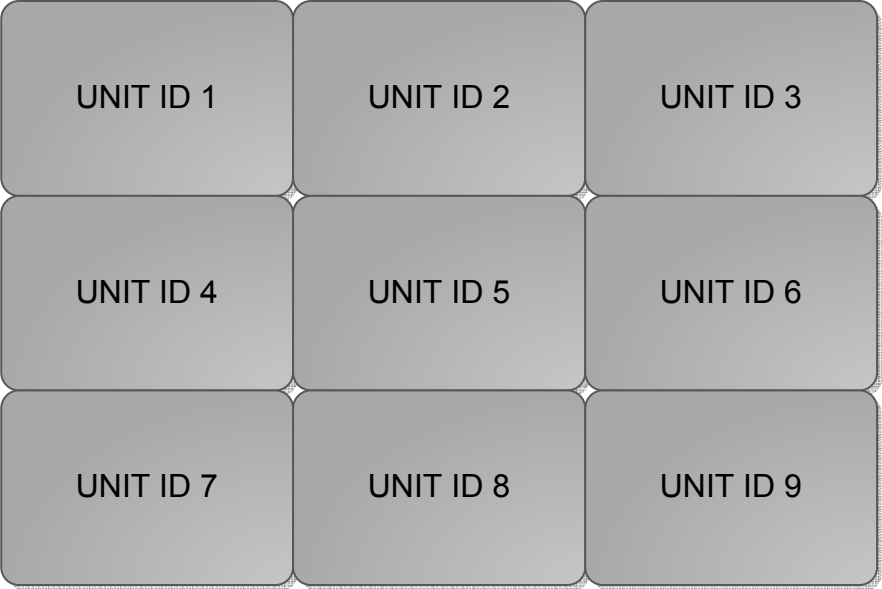 UNIT ID 1
UNIT ID 2
UNIT ID 3
UNIT ID 4
UNIT ID 5
UNIT ID 6
UNIT ID 7
UNIT ID 8
UNIT ID 9